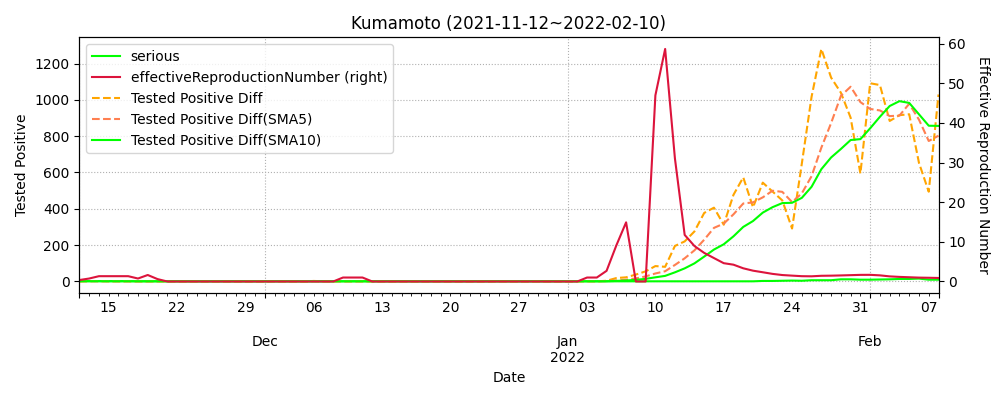 Kumamoto (2021-11-12~2022-02-10)
serious
effectiveReproductionNumber (right)
Tested Positive Diff
Tested Positive Diff(SMA5)
Tested Positive Diff(SMA10)
Tested Positive
1200
1000
800
600
400
200
0
60
50
40
30
20
10
0
Effective Reproduction Number
15 22 29 06 13 20 27 03 10 17 24 31 07
Dec Jan Feb
2022
Date